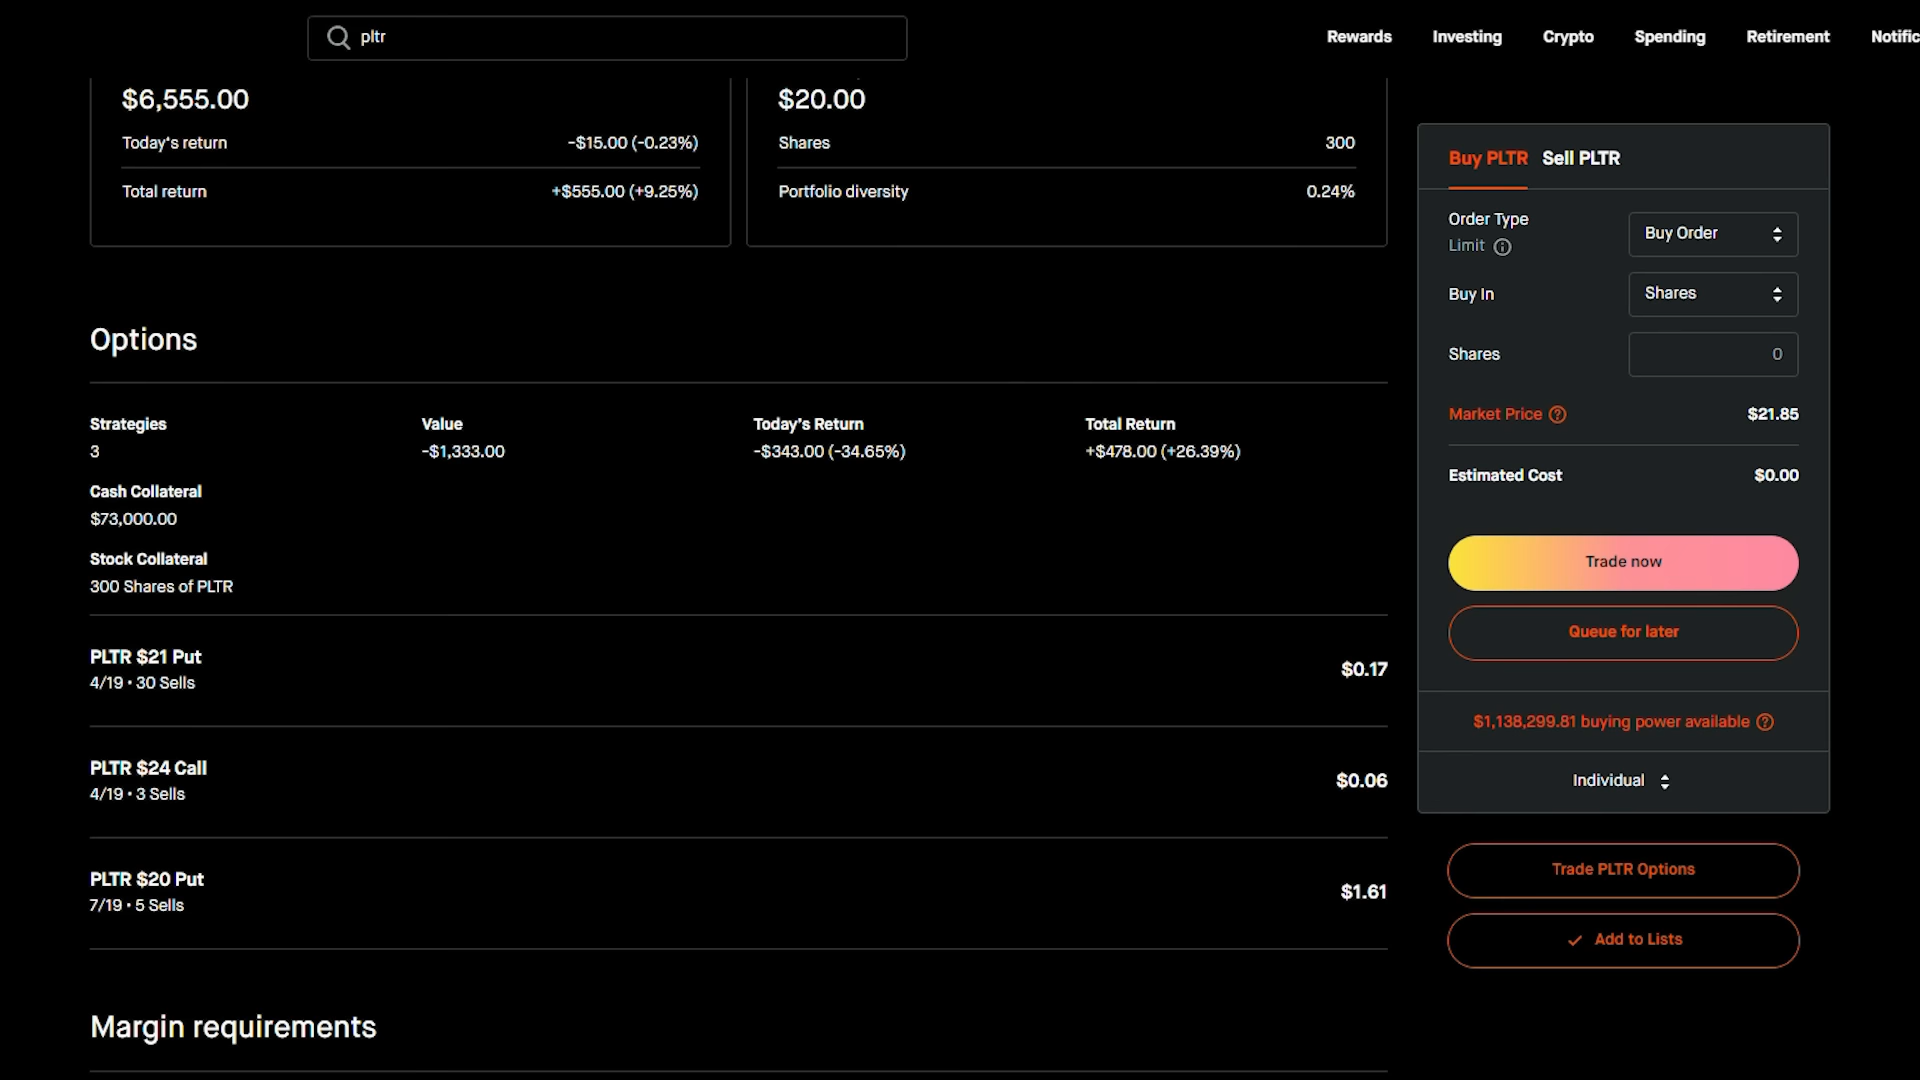 pltr
Rewards Investing Crypto Spending Retirement Notific
$6,555.00
Today's return -$15.00 (-0.23%)
Total return +$555.00 (+9.25%)
$20.00
Shares 300
Portfolio diversity 0.24%
Options
Strategies Value Today's Return Total Return
3 -$1,333.00 -$343.00 (-34.65%) +$478.00 (+26.39%)
Cash Collateral
$73,000.00
Stock Collateral
300 Shares of PLTR
PLTR $21 Put
4/19 • 30 Sells
$0.17
PLTR $24 Call
4/19 • 3 Sells
$0.06
PLTR $20 Put
7/19 • 5 Sells
$1.61
Margin requirements
Buy PLTR Sell PLTR
Order Type
Limit
Buy Order
Buy In Shares
Shares 0
Market Price $21.85
Estimated Cost $0.00
Trade now
Queue for later
$1,138,299.81 buying power available
Individual
Trade PLTR Options
Add to Lists